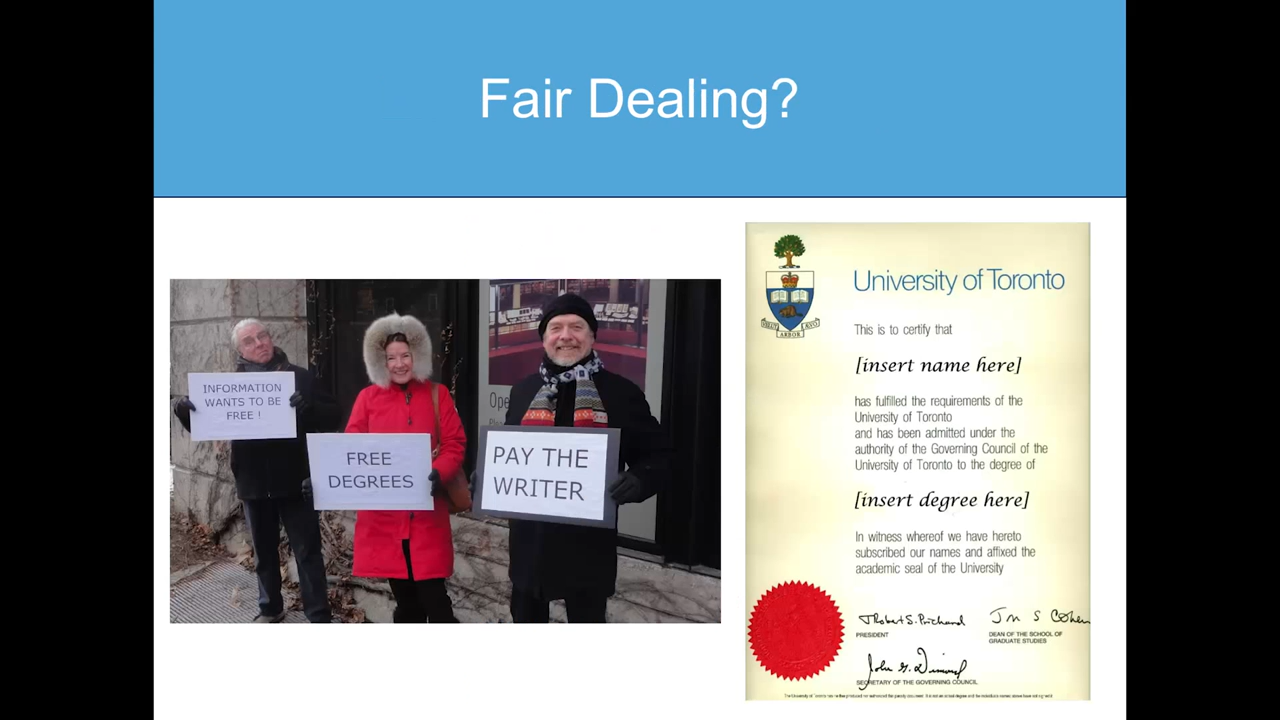 Fair Dealing?
INFORMATION
WANTS TO BE
FREE !
FREE
DEGREES
PAY THE
WRITER
Ope
University of Toronto
ARBOR
ÆVO
This is to certify that
[insert name here]
has fulfilled the requirements of the
University of Toronto
and has been admitted under the
authority of the Governing Council of the
University of Toronto to the degree of
[insert degree here]
In witness whereof we have hereto
subscribed our names and affixed the
academic seal of the University
PRESIDENT
DEAN OF THE SCHOOL OF
GRADUATE STUDIES
SECRETARY OF THE GOVERNING COUNCIL